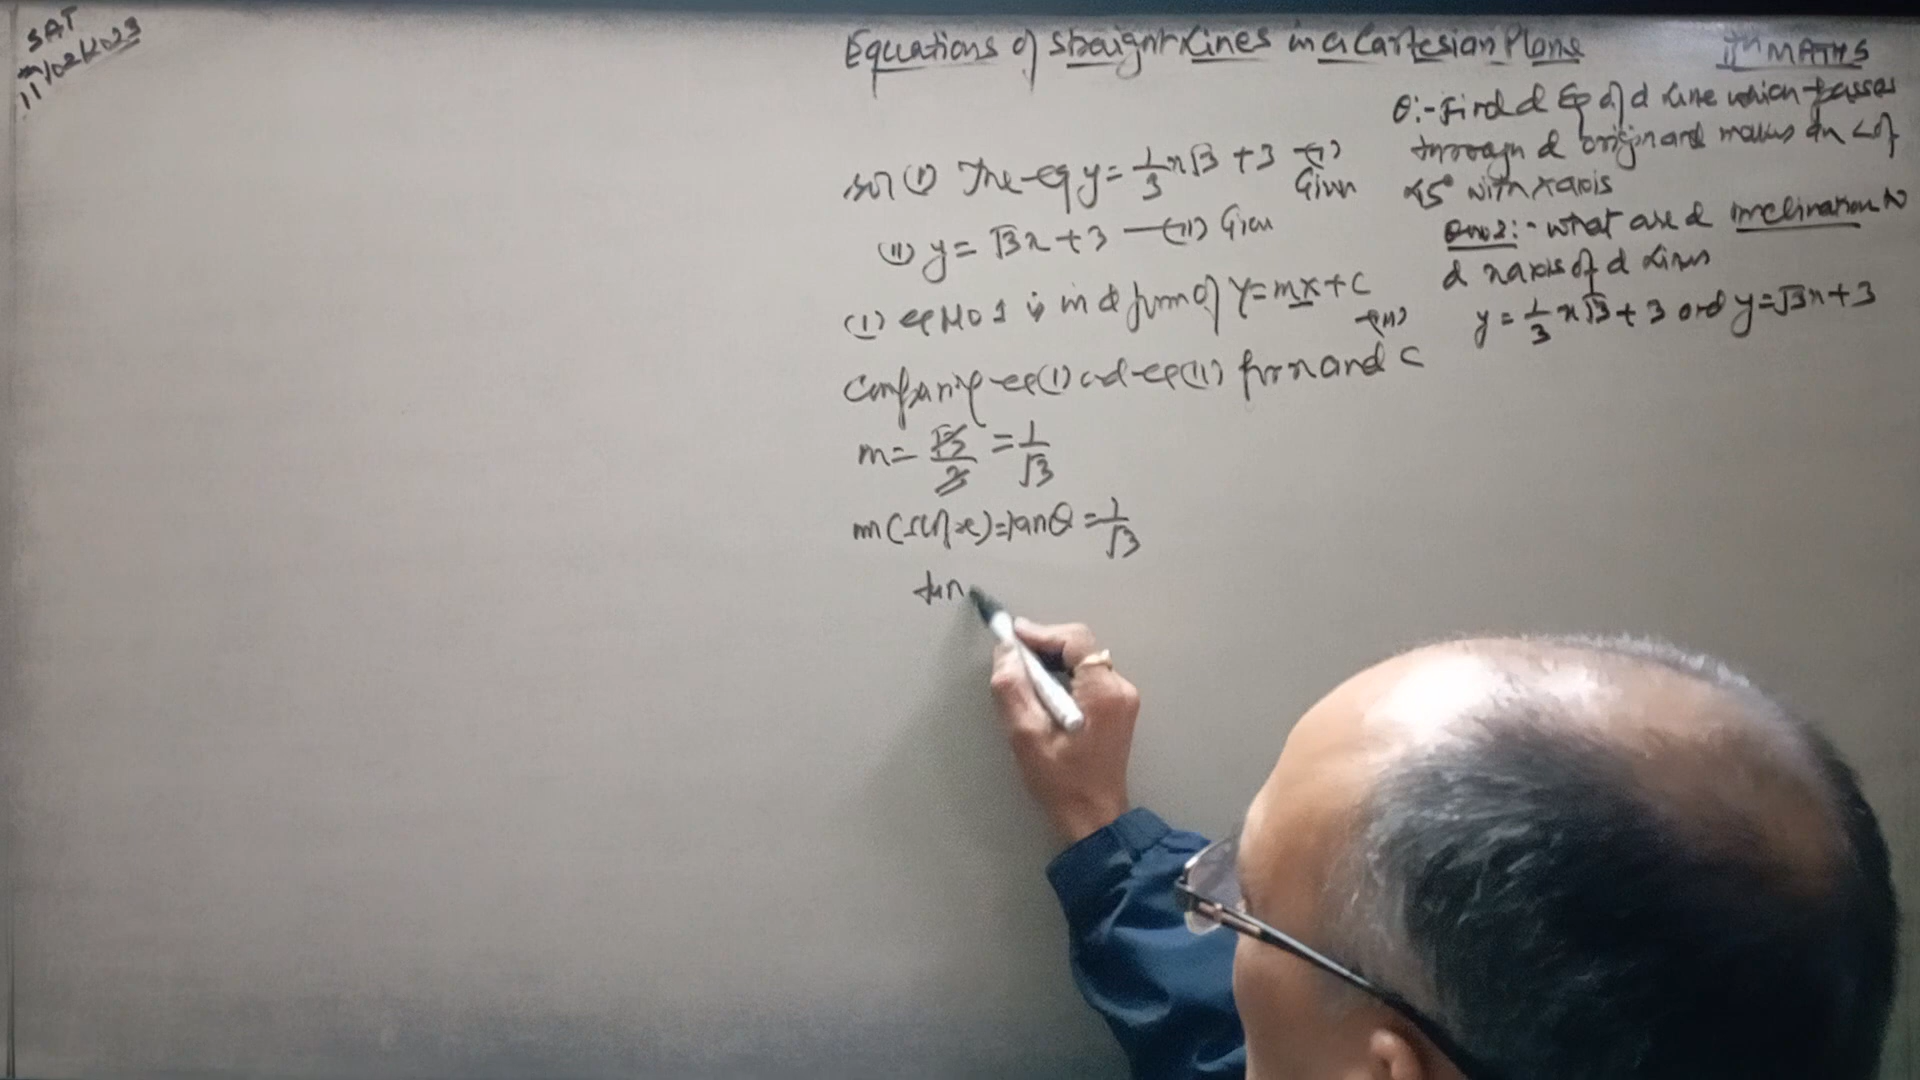 SAT
11/02/2023
Equations of straight Lines in a Cartesian Plane
11th MATHS
Q:- Find d Eq of d line which passes
through d origin and makes an ∠ of
45° with x axis
Q no 2:- what are d inclination to
d x axis of d Lines
y = 1/3 x√3 + 3 and y = √3x + 3
Sol (I) The eq y = 1/3 x√3 + 3 —(I) Given
(II) y = √3x + 3 —(II) Given
(I) eq No 1 is in d form of Y = mx + c —(III)
Comparing eq (I) and eq (II) for m and c
m = √3/3 = 1/√3
m (slope) = tanθ = 1/√3
tan